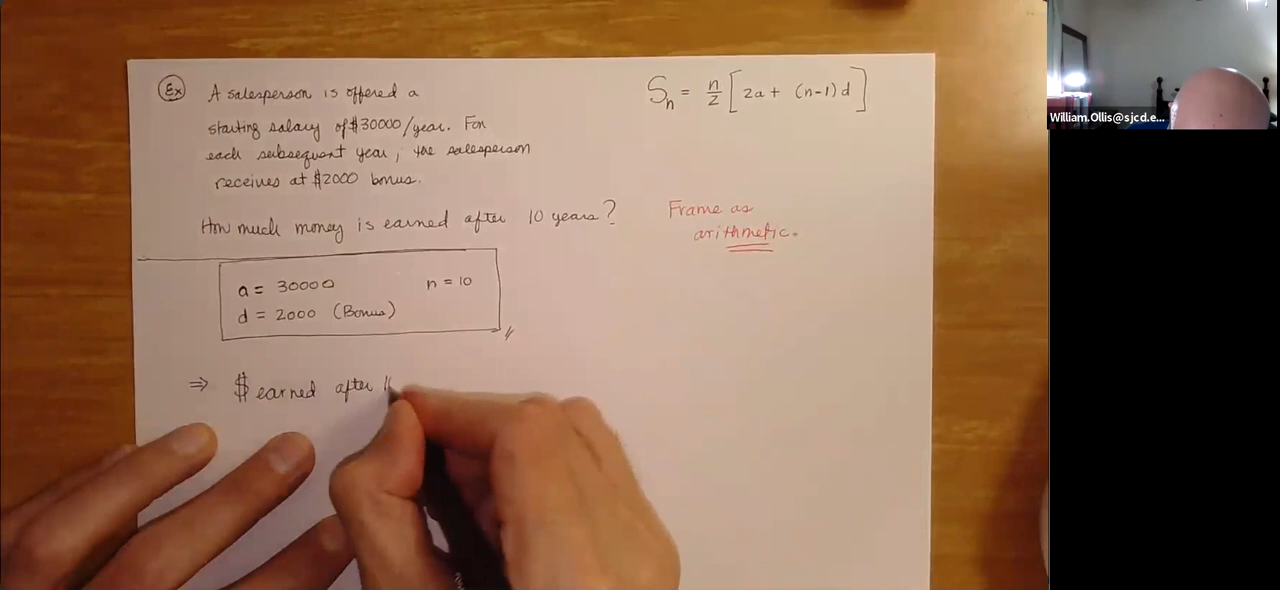 Ex A salesperson is offered a
starting salary of $30000/year. For
each subsequent year, the salesperson
receives at $2000 bonus.
How much money is earned after 10 years?
Sn = n/2 [2a + (n-1)d]
Frame as
arithmetic.
a = 30000 n = 10
d = 2000 (Bonus)
⇒ $ earned after 1
William.Ollis@sjcd.e...